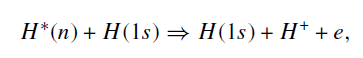 H*(n) + H(1s) ⇒ H(1s) + H⁺ + e,